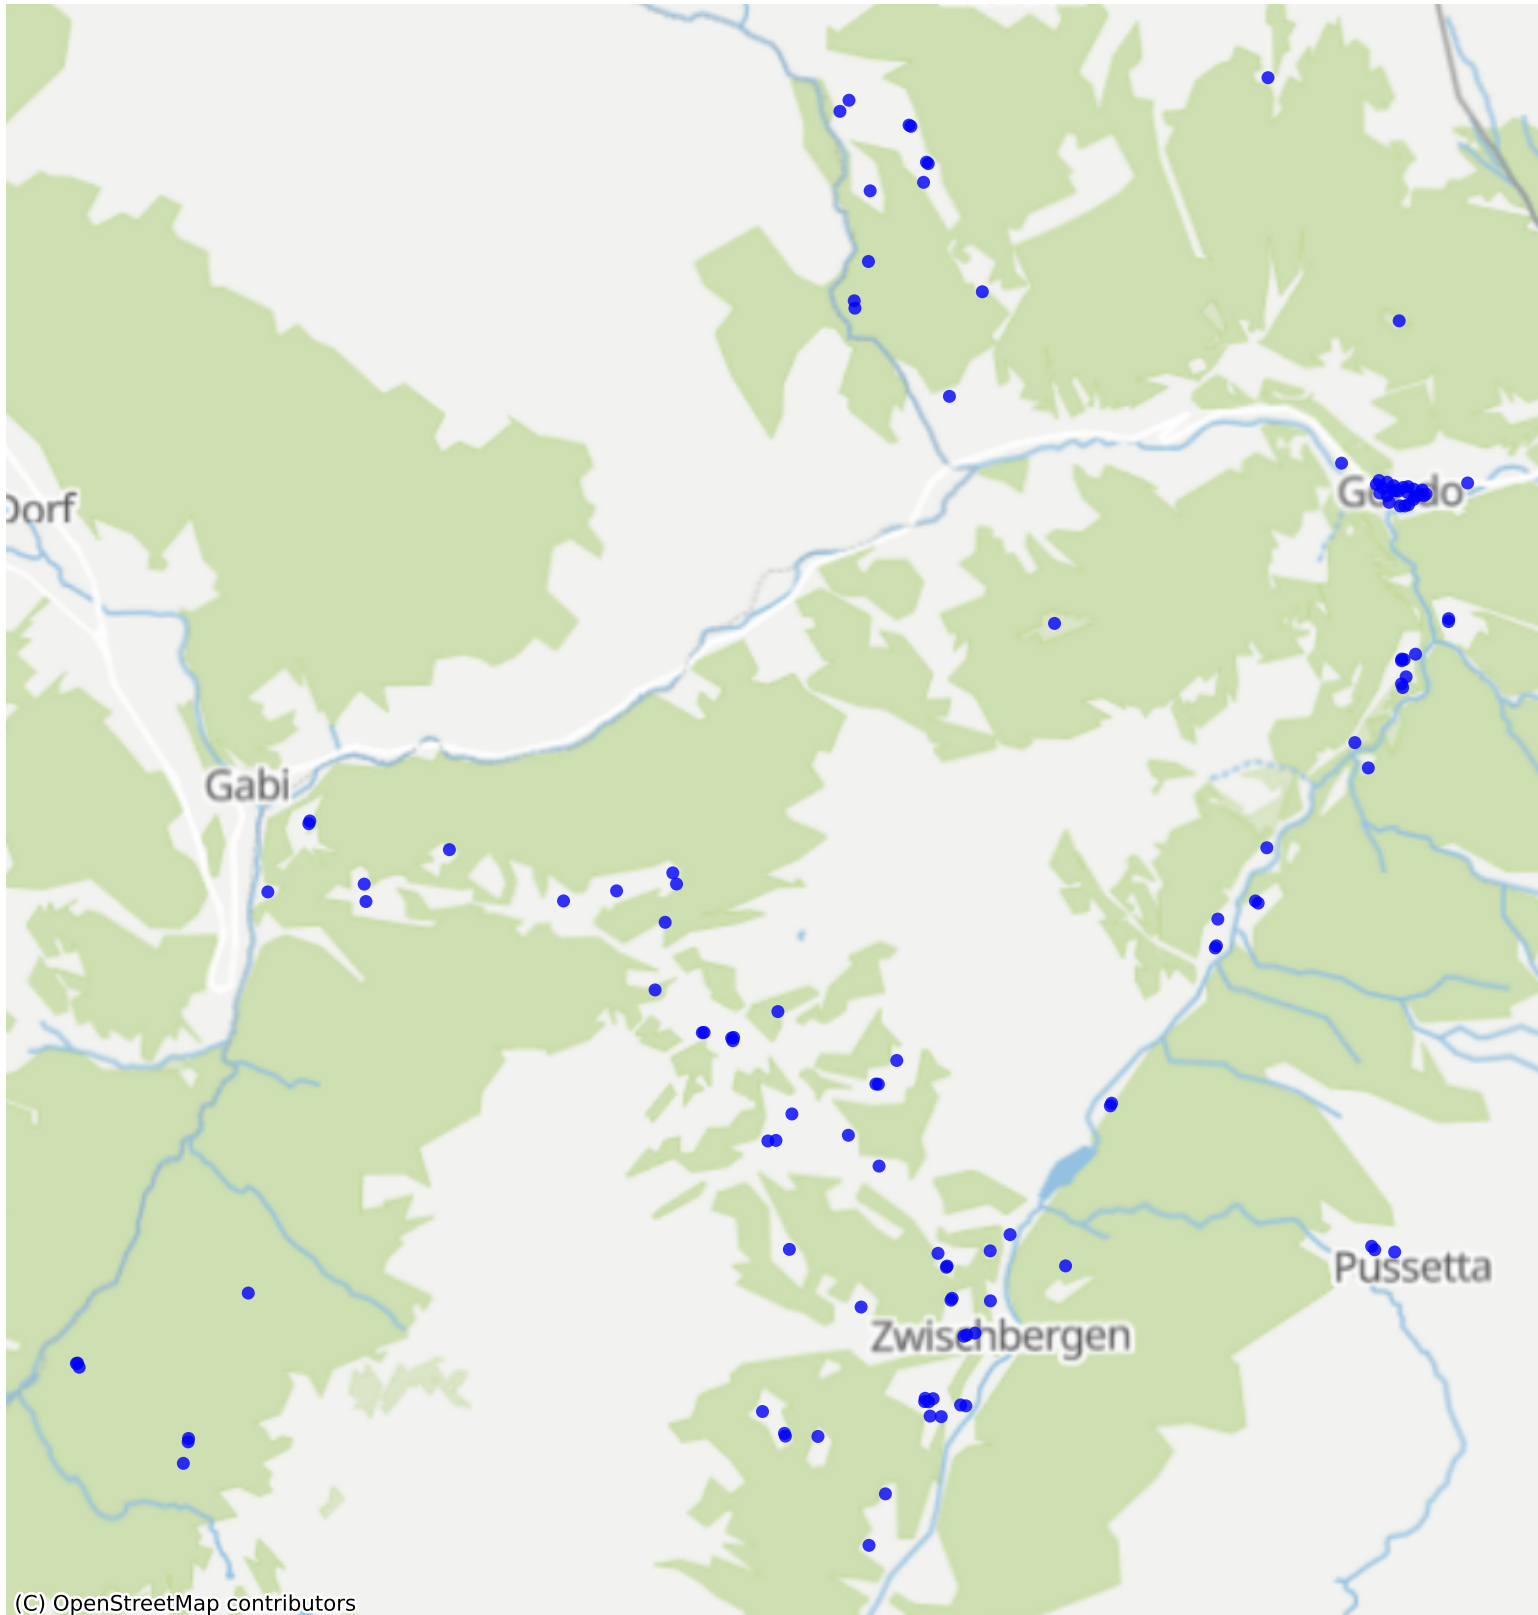 Dorf
Gabi
Pussetta
Zwischbergen
(C) OpenStreetMap contributors